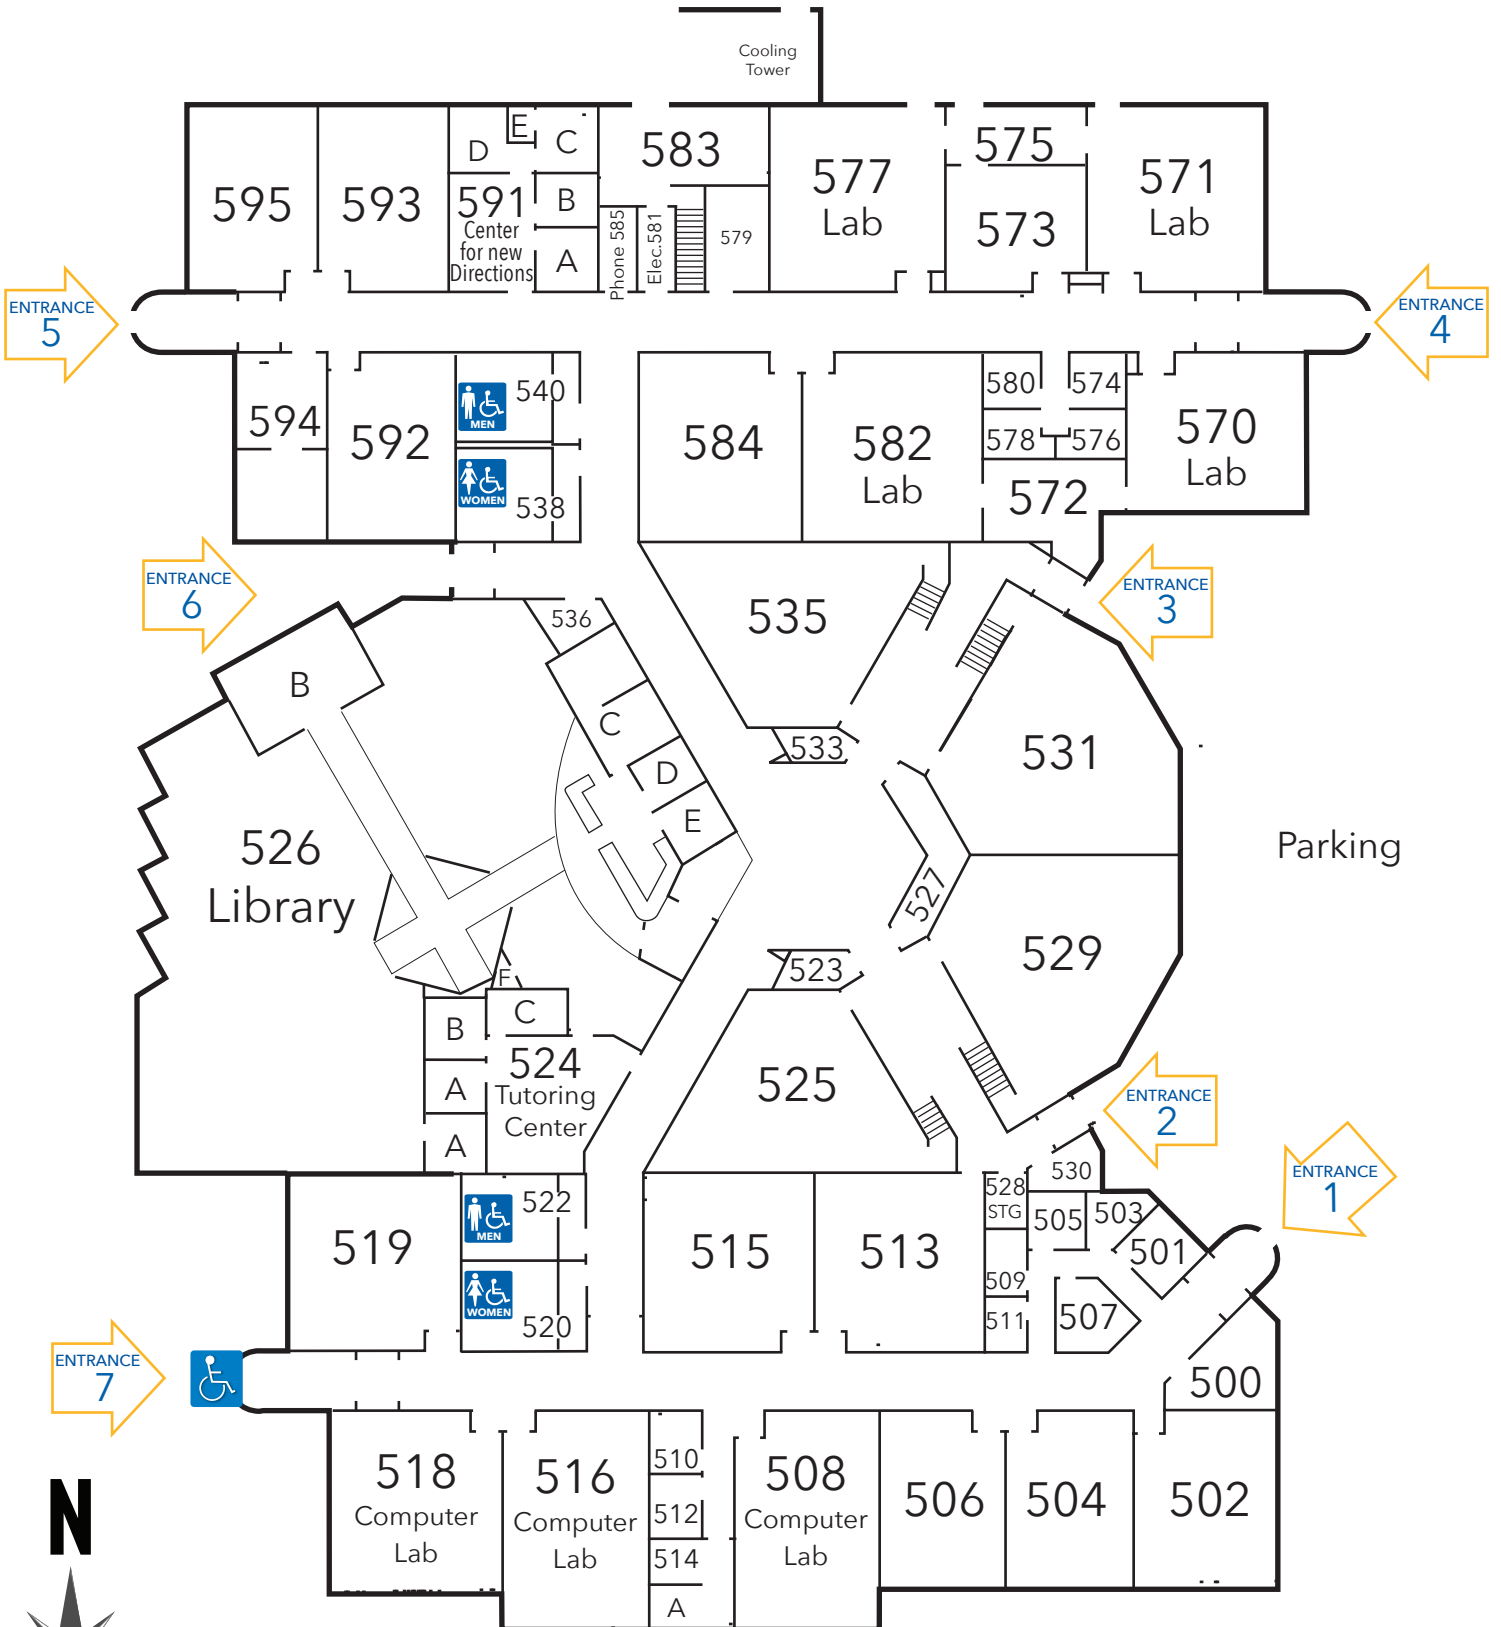 Cooling
Tower
595
593
D
E
C
591
Center
for new
Directions
B
A
583
Phone 585
Elec.581
579
577
Lab
575
573
571
Lab
ENTRANCE
5
ENTRANCE
4
594
592
540
MEN
WOMEN
538
584
582
Lab
580
574
578
576
572
570
Lab
ENTRANCE
6
ENTRANCE
3
536
535
B
C
533
531
D
E
526
Library
Parking
527
529
523
F
C
B
524
Tutoring
Center
A
A
525
ENTRANCE
2
ENTRANCE
1
530
528
STG
505
503
501
519
522
MEN
WOMEN
520
515
513
509
511
507
500
ENTRANCE
7
518
Computer
Lab
516
Computer
Lab
510
512
514
A
508
Computer
Lab
506
504
502
N